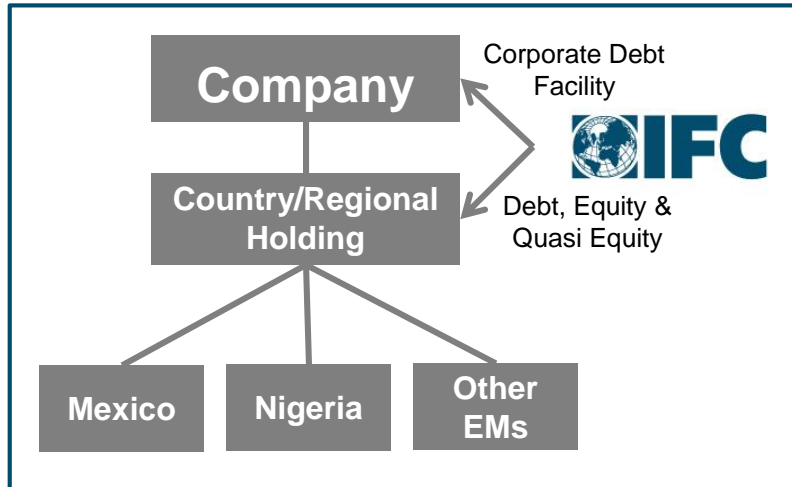 Company
Corporate Debt
Facility
IFC
Country/Regional
Holding
Debt, Equity &
Quasi Equity
Mexico
Nigeria
Other
EMs